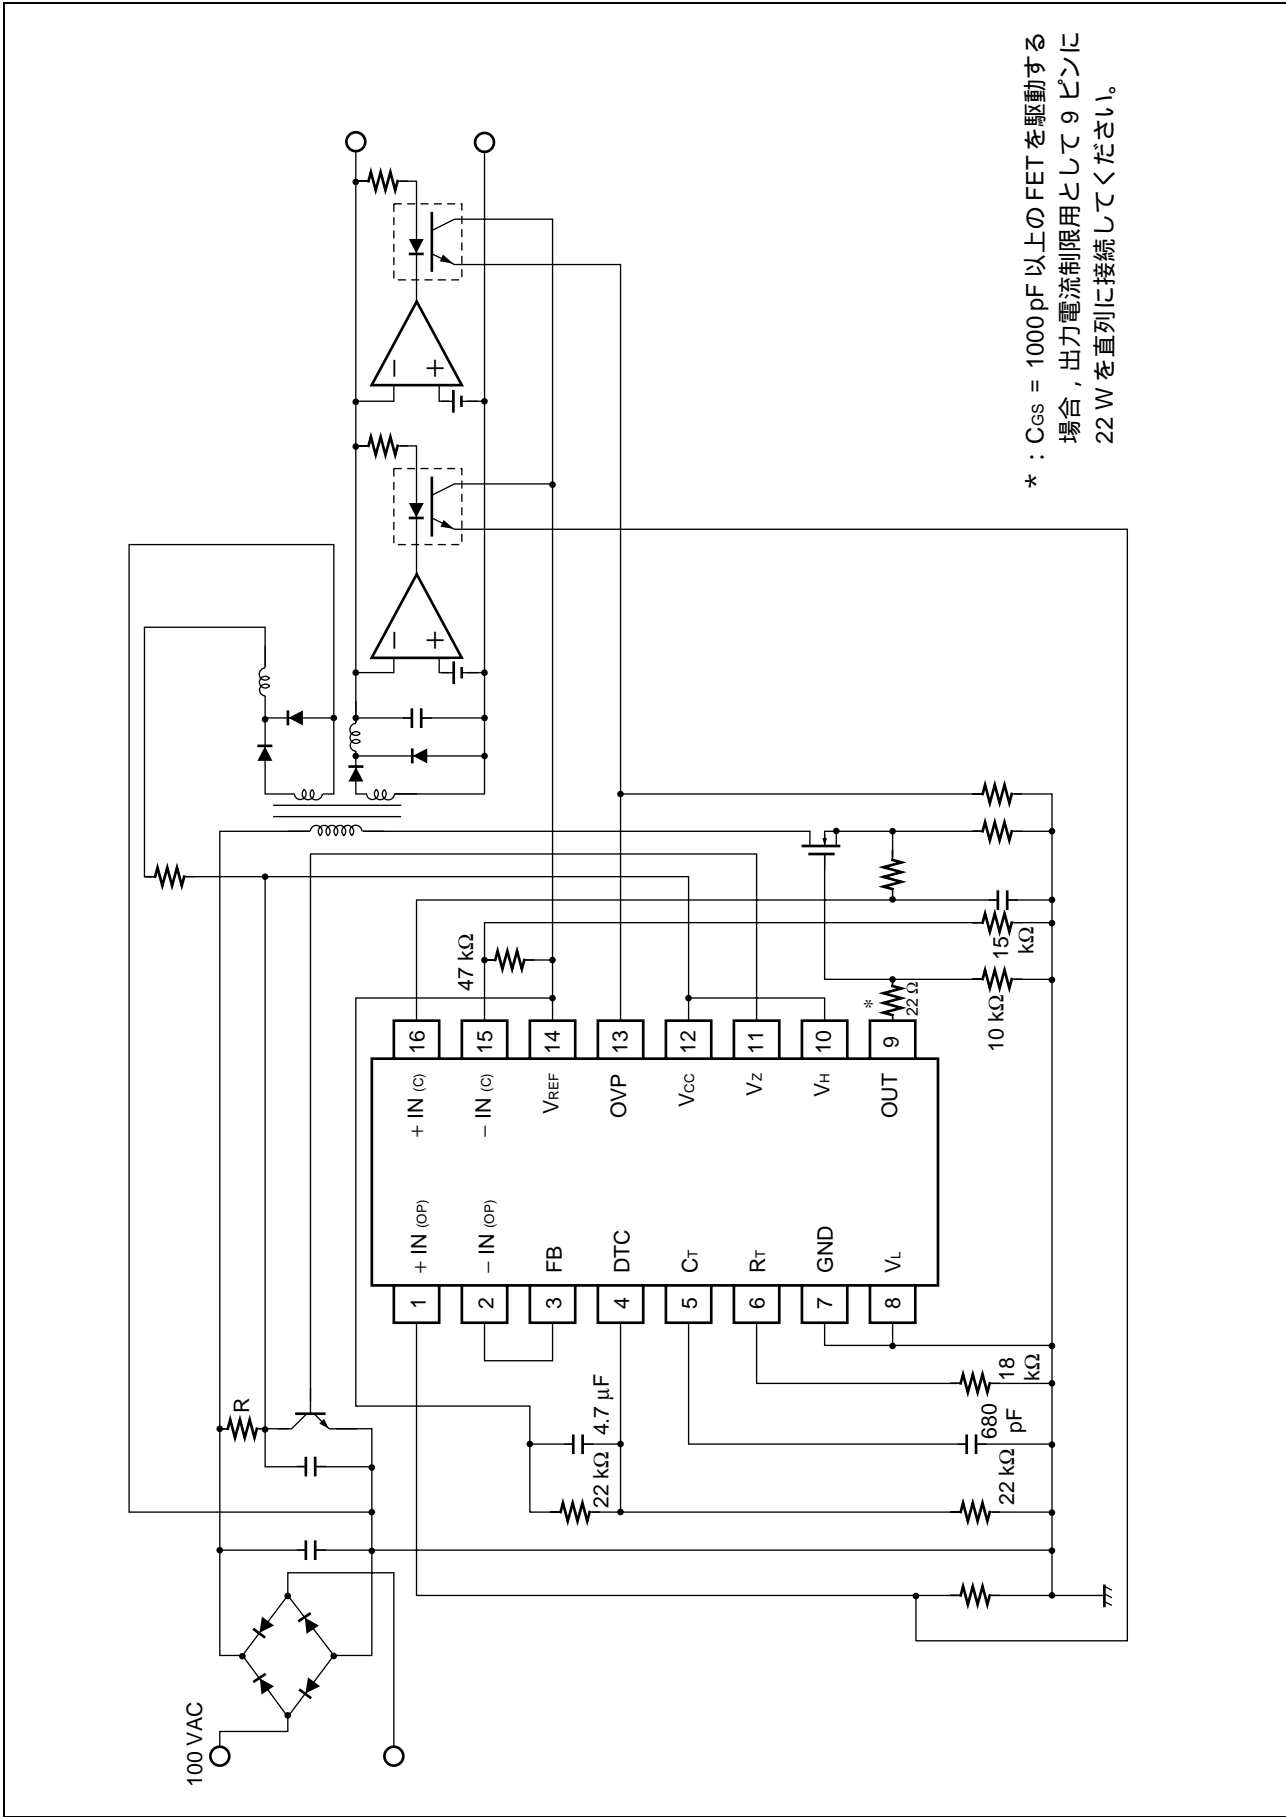 100 VAC
R
4.7 µF
22 kΩ
22 kΩ
680
pF
18
kΩ
1
2
3
4
5
6
7
8
+ IN (OP)
− IN (OP)
FB
DTC
CT
RT
GND
VL
+ IN (C)
− IN (C)
VREF
OVP
VCC
VZ
VH
OUT
16
15
14
13
12
11
10
9
47 kΩ
*
22 Ω
10 kΩ
15
kΩ
−
+
−
+
* : CGS = 1000 pF 以上の FET を駆動する
場合，出力電流制限用として 9 ピンに
22 W を直列に接続してください。